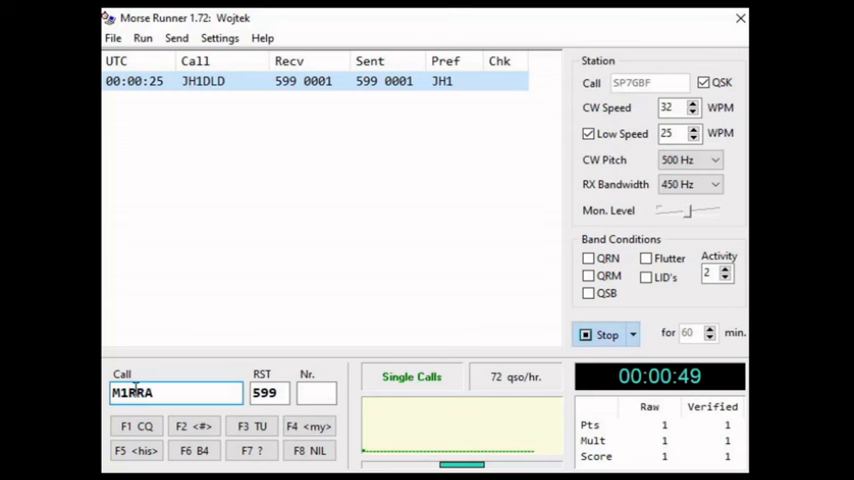 Morse Runner 1.72: Wojtek
File Run Send Settings Help
UTC Call Recv Sent Pref Chk
00:00:25 JH1DLD 599 0001 599 0001 JH1
Station
Call SP7GBF QSK
CW Speed 32 WPM
Low Speed 25 WPM
CW Pitch 500 Hz
RX Bandwidth 450 Hz
Mon. Level
Band Conditions
QRN Flutter Activity
QRM LID's 2
QSB
Stop for 60 min.
Call RST Nr.
M1RRA 599
F1 CQ F2 <#> F3 TU F4 <my>
F5 <his> F6 B4 F7 ? F8 NIL
Single Calls 72 qso/hr.
00:00:49
Raw Verified
Pts 1 1
Mult 1 1
Score 1 1